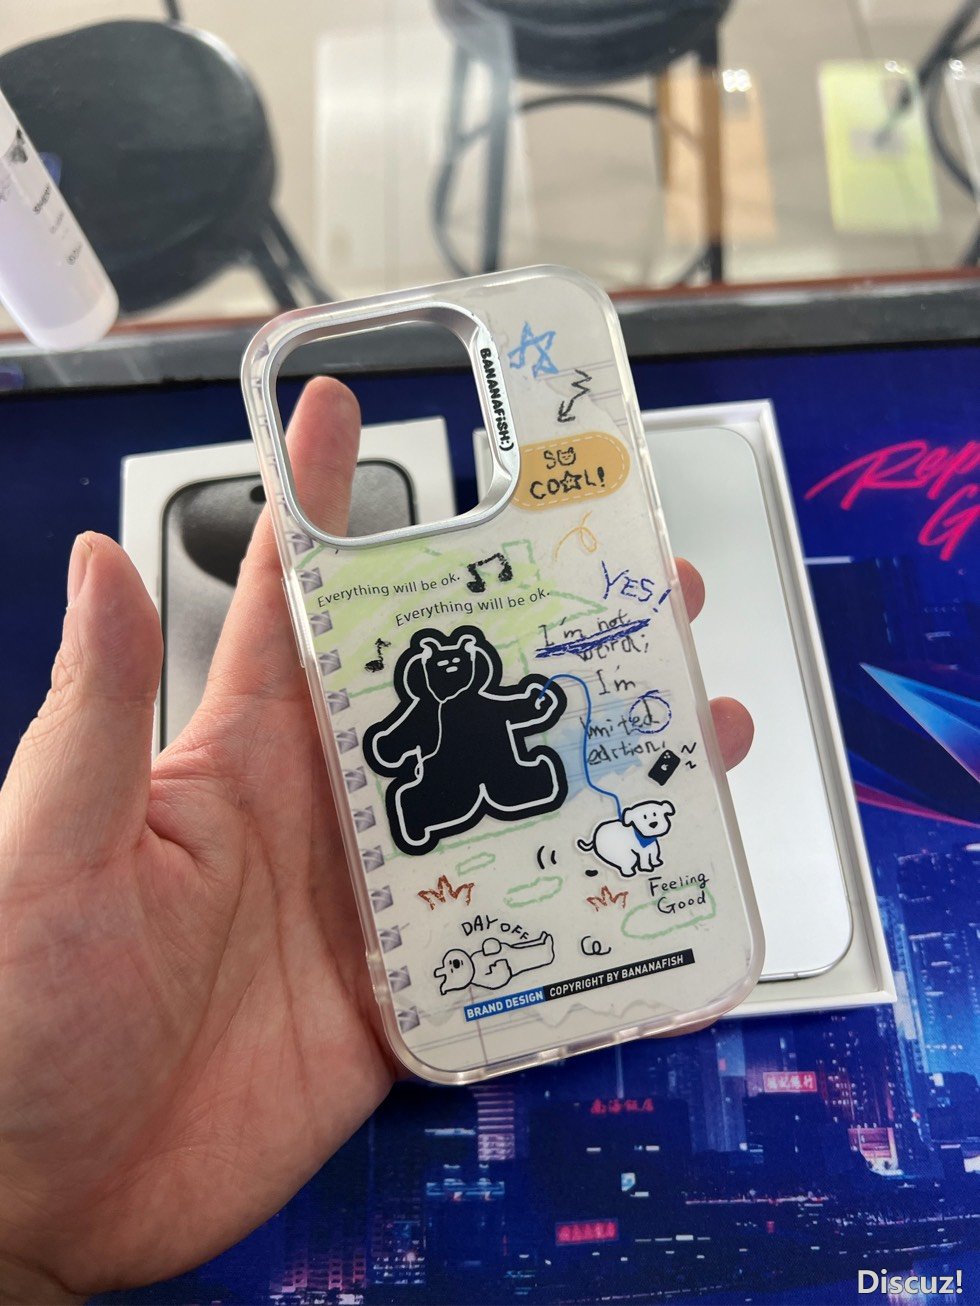 BANANAFiSH:)
SO
COOL!
Everything will be ok.
Everything will be ok.
YES!
I'm not
I'm
limited
edition.
Feeling
Good
DAY OFF
BRAND DESIGN COPYRIGHT BY BANANAFISH
Rep
G
Discuz!